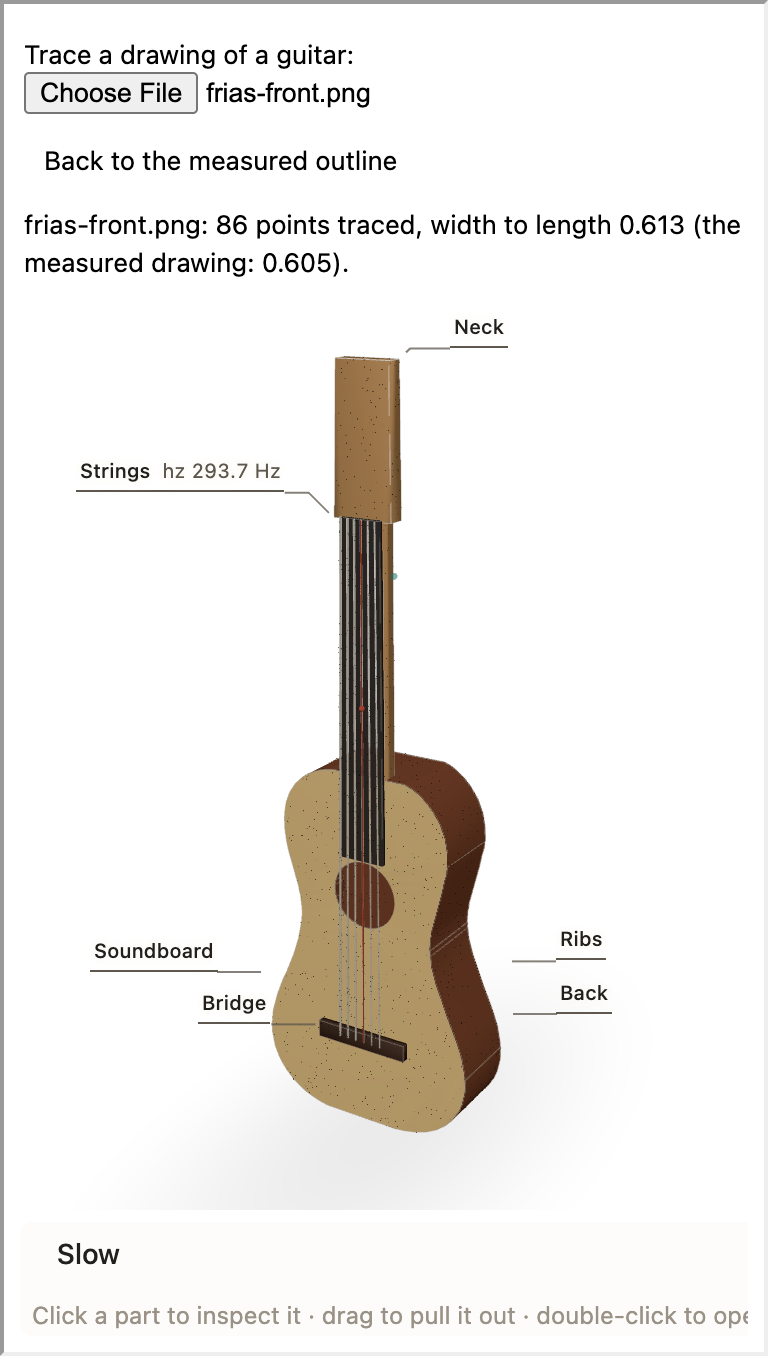 Trace a drawing of a guitar:
Choose File frias-front.png
Back to the measured outline
frias-front.png: 86 points traced, width to length 0.613 (the
measured drawing: 0.605).
Neck
Strings hz 293.7 Hz
Soundboard
Ribs
Back
Bridge
Slow
Click a part to inspect it · drag to pull it out · double-click to ope